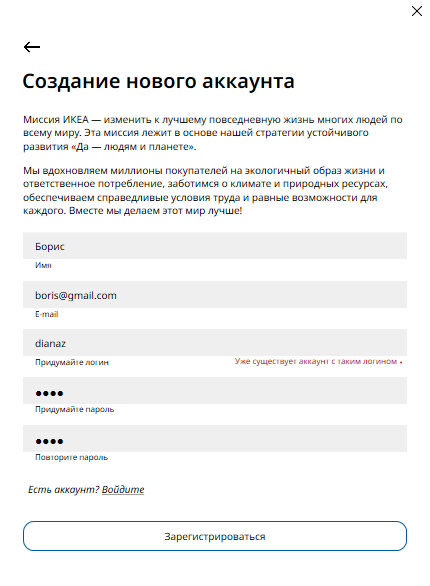 Создание нового аккаунта
Миссия ИКЕА — изменить к лучшему повседневную жизнь многих людей по
всему миру. Эта миссия лежит в основе нашей стратегии устойчивого
развития «Да — людям и планете».
Мы вдохновляем миллионы покупателей на экологичный образ жизни и
ответственное потребление, заботимся о климате и природных ресурсах,
обеспечиваем справедливые условия труда и равные возможности для
каждого. Вместе мы делаем этот мир лучше!
Борис
Имя
boris@gmail.com
E-mail
dianaz
Придумайте логин Уже существует аккаунт с таким логином •
●●●●
Придумайте пароль
●●●●
Повторите пароль
Есть аккаунт? Войдите
Зарегистрироваться